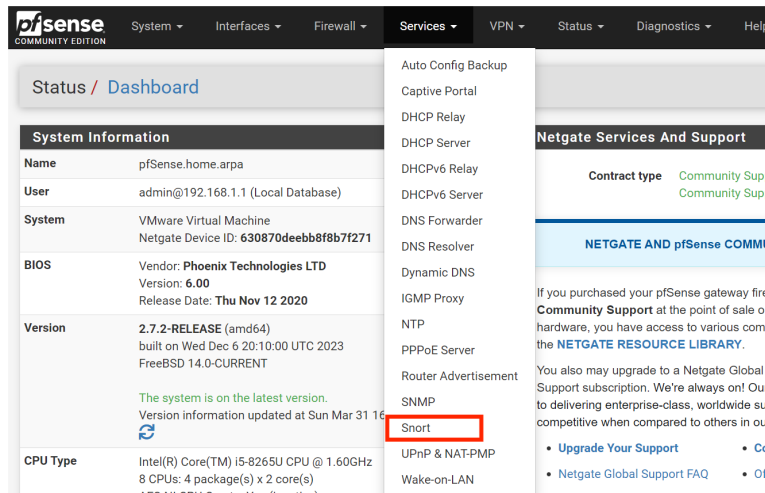 pfsense
COMMUNITY EDITION
System Interfaces Firewall Services VPN Status Diagnostics Help
Auto Config Backup
Captive Portal
DHCP Relay
DHCP Server
DHCPv6 Relay
DHCPv6 Server
DNS Forwarder
DNS Resolver
Dynamic DNS
IGMP Proxy
NTP
PPPoE Server
Router Advertisement
SNMP
Snort
UPnP & NAT-PMP
Wake-on-LAN
Status / Dashboard
System Information
Name pfSense.home.arpa
User admin@192.168.1.1 (Local Database)
System VMware Virtual Machine
Netgate Device ID: 630870deebb8f8b7f271
BIOS Vendor: Phoenix Technologies LTD
Version: 6.00
Release Date: Thu Nov 12 2020
Version 2.7.2-RELEASE (amd64)
built on Wed Dec 6 20:10:00 UTC 2023
FreeBSD 14.0-CURRENT
The system is on the latest version.
Version information updated at Sun Mar 31 16
CPU Type Intel(R) Core(TM) i5-8265U CPU @ 1.60GHz
8 CPUs: 4 package(s) x 2 core(s)
Netgate Services And Support
Contract type Community Sup
Community Sup
NETGATE AND pfSense COMMU
If you purchased your pfSense gateway fire
Community Support at the point of sale o
hardware, you have access to various com
the NETGATE RESOURCE LIBRARY.
You also may upgrade to a Netgate Global
Support subscription. We're always on! Ou
to delivering enterprise-class, worldwide su
competitive when compared to others in ou
• Upgrade Your Support
• Netgate Global Support FAQ